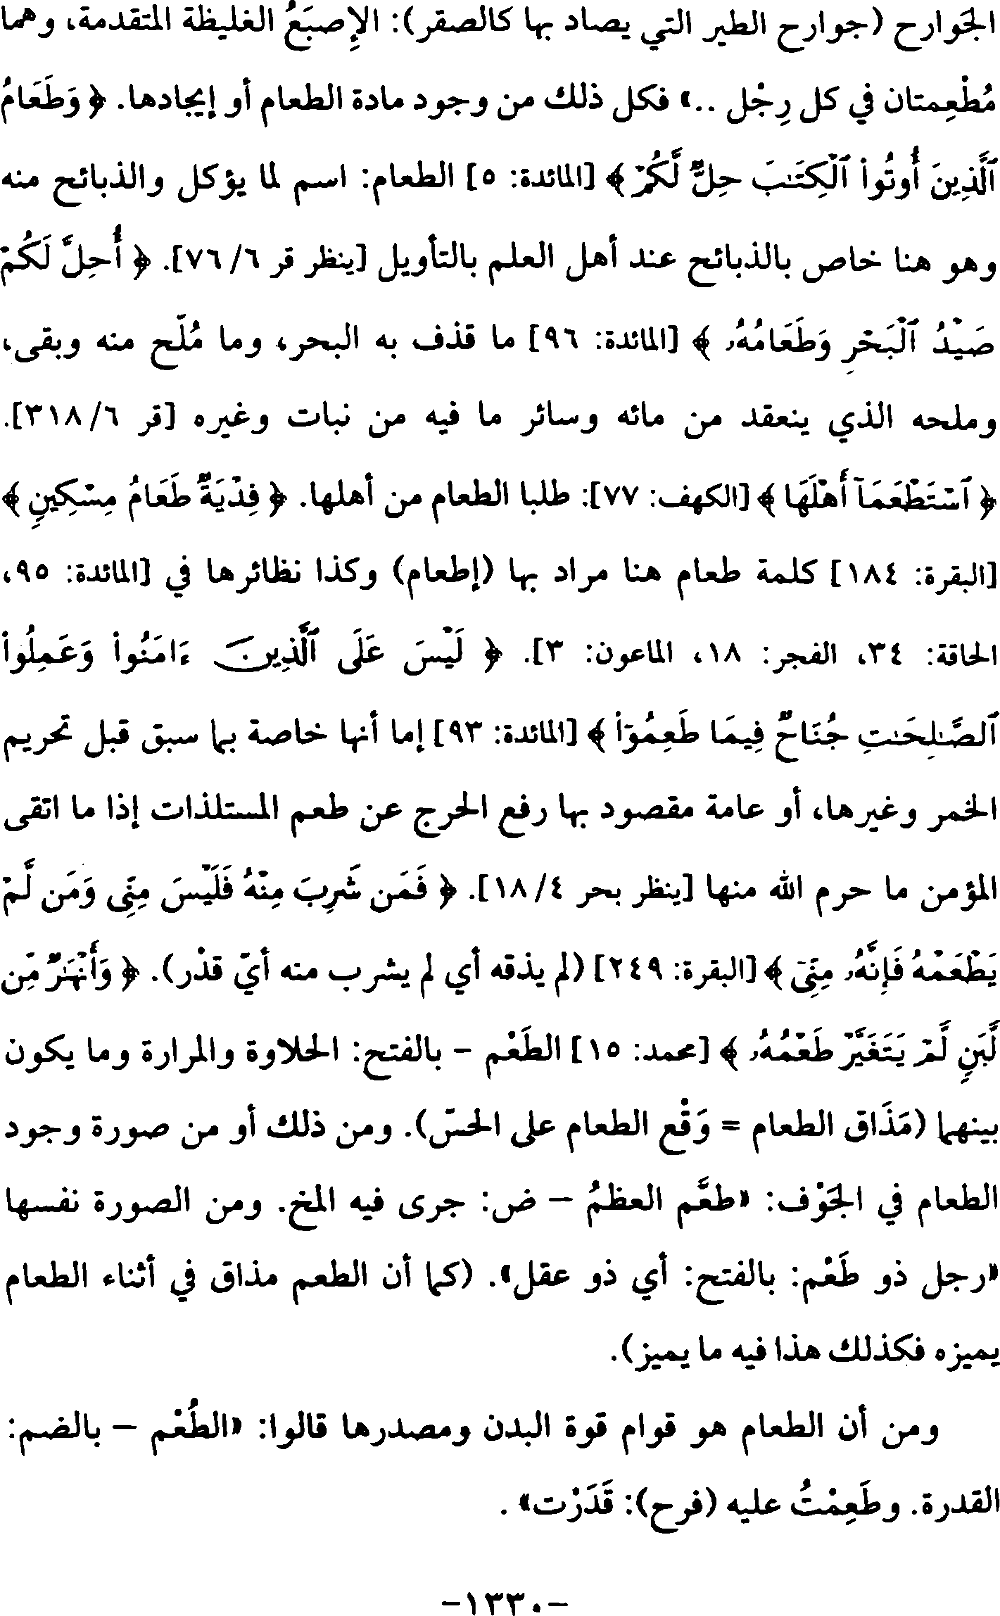 الجَوارح (جوارح الطير التي يصاد بها كالصقر): الإِصبَعُ الغليظة المتقدمة، وهما
مُطْعِمتان في كل رِجْل ..» فكل ذلك من وجود مادة الطعام أو إيجادها. ﴿ وَطَعَامُ
ٱلَّذِينَ أُوتُوا۟ ٱلْكِتَـٰبَ حِلٌّ لَّكُمْ ﴾ [المائدة: ٥] الطعام: اسم لما يؤكل والذبائح منه
وهو هنا خاص بالذبائح عند أهل العلم بالتأويل [ينظر قر ٦/ ٧٦]. ﴿ أُحِلَّ لَكُمْ
صَيْدُ ٱلْبَحْرِ وَطَعَامُهُۥ ﴾ [المائدة: ٩٦] ما قذف به البحر، وما مُلّح منه وبقى،
وملحه الذي ينعقد من مائه وسائر ما فيه من نبات وغيره [قر ٦/ ٣١٨].
﴿ ٱسْتَطْعَمَآ أَهْلَهَا ﴾ [الكهف: ٧٧]: طلبا الطعام من أهلها. ﴿ فِدْيَةٌ طَعَامُ مِسْكِينٍ ﴾
[البقرة: ١٨٤] كلمة طعام هنا مراد بها (إطعام) وكذا نظائرها في [المائدة: ٩٥،
الحاقة: ٣٤، الفجر: ١٨، الماعون: ٣]. ﴿ لَيْسَ عَلَى ٱلَّذِينَ ءَامَنُوا۟ وَعَمِلُوا۟
ٱلصَّـٰلِحَـٰتِ جُنَاحٌ فِيمَا طَعِمُوٓا۟ ﴾ [المائدة: ٩٣] إما أنها خاصة بما سبق قبل تحريم
الخمر وغيرها، أو عامة مقصود بها رفع الحرج عن طعم المستلذات إذا ما اتقى
المؤمن ما حرم الله منها [ينظر بحر ٤/ ١٨]. ﴿ فَمَن شَرِبَ مِنْهُ فَلَيْسَ مِنِّى وَمَن لَّمْ
يَطْعَمْهُ فَإِنَّهُۥ مِنِّىٓ ﴾ [البقرة: ٢٤٩] (لم يذقه أي لم يشرب منه أيّ قدْر). ﴿ وَأَنْهَـٰرٌ مِّن
لَّبَنٍ لَّمْ يَتَغَيَّرْ طَعْمُهُۥ ﴾ [محمد: ١٥] الطَعْم - بالفتح: الحلاوة والمرارة وما يكون
بينهما (مَذَاق الطعام = وَقْع الطعام على الحسّ). ومن ذلك أو من صورة وجود
الطعام في الجَوْف: «طعَّم العظمُ - ض: جرى فيه المخ. ومن الصورة نفسها
«رجل ذو طَعْم: بالفتح: أي ذو عقل». (كما أن الطعم مذاق في أثناء الطعام
يميزه فكذلك هذا فيه ما يميز).
ومن أن الطعام هو قوام قوة البدن ومصدرها قالوا: «الطُعْم - بالضم:
القدرة. وطَعِمْتُ عليه (فرح): قَدَرْت» .
-١٣٣٠-